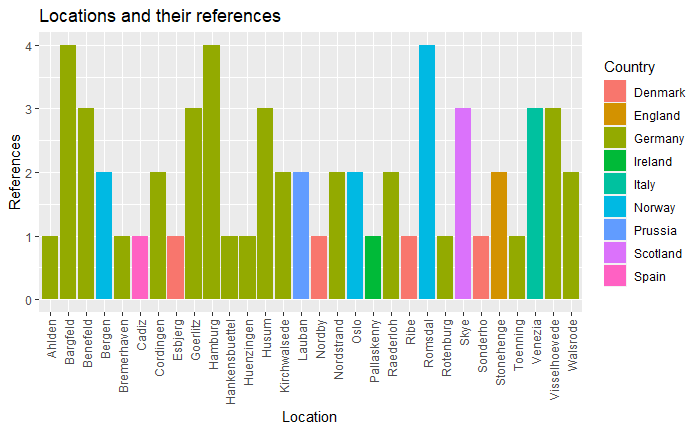 Locations and their references
References
4
3
2
1
0
Ahlden
Bargfeld
Benefeld
Bergen
Bremerhaven
Cadiz
Cordingen
Esbjerg
Goerlitz
Hamburg
Hankensbuettel
Huenzingen
Husum
Kirchwalsede
Lauban
Nordby
Nordstrand
Oslo
Pallaskenny
Raederloh
Ribe
Romsdal
Rotenburg
Skye
Sonderho
Stonehenge
Toenning
Venezia
Visselhoevede
Walsrode
Location
Country
Denmark
England
Germany
Ireland
Italy
Norway
Prussia
Scotland
Spain